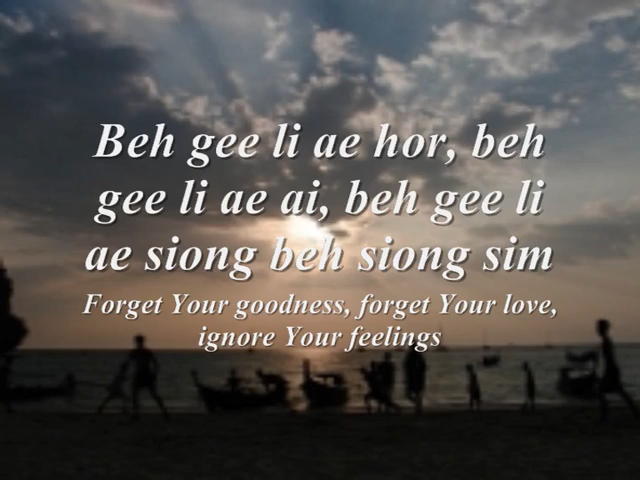 Beh gee li ae hor, beh
gee li ae ai, beh gee li
ae siong beh siong sim
Forget Your goodness, forget Your love,
ignore Your feelings